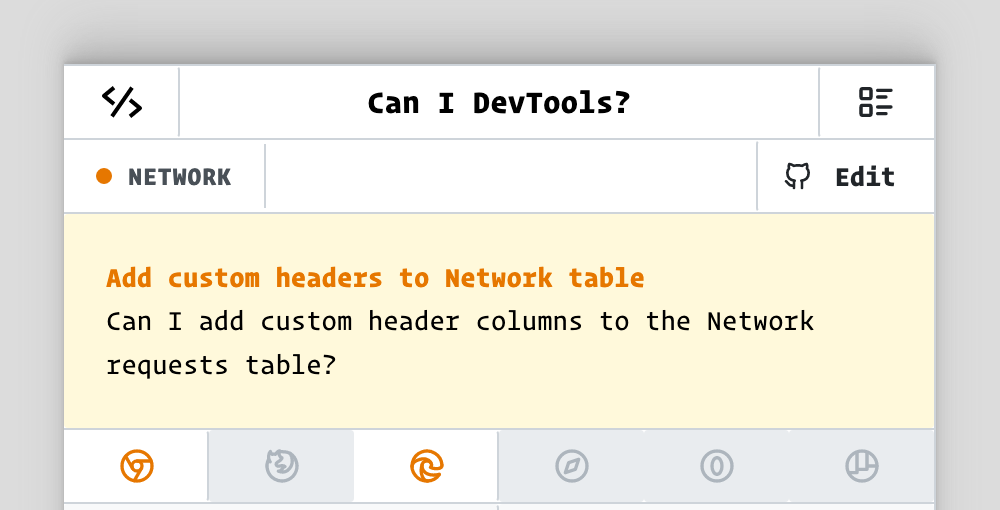 Can I DevTools?
NETWORK
Edit
Add custom headers to Network table
Can I add custom header columns to the Network
requests table?